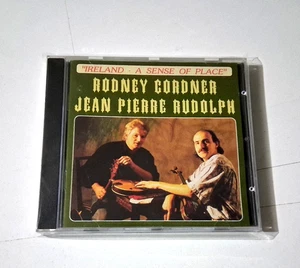 "IRELAND - A SENSE OF PLACE"
RODNEY CORDNER
JEAN PIERRE RUDOLPH